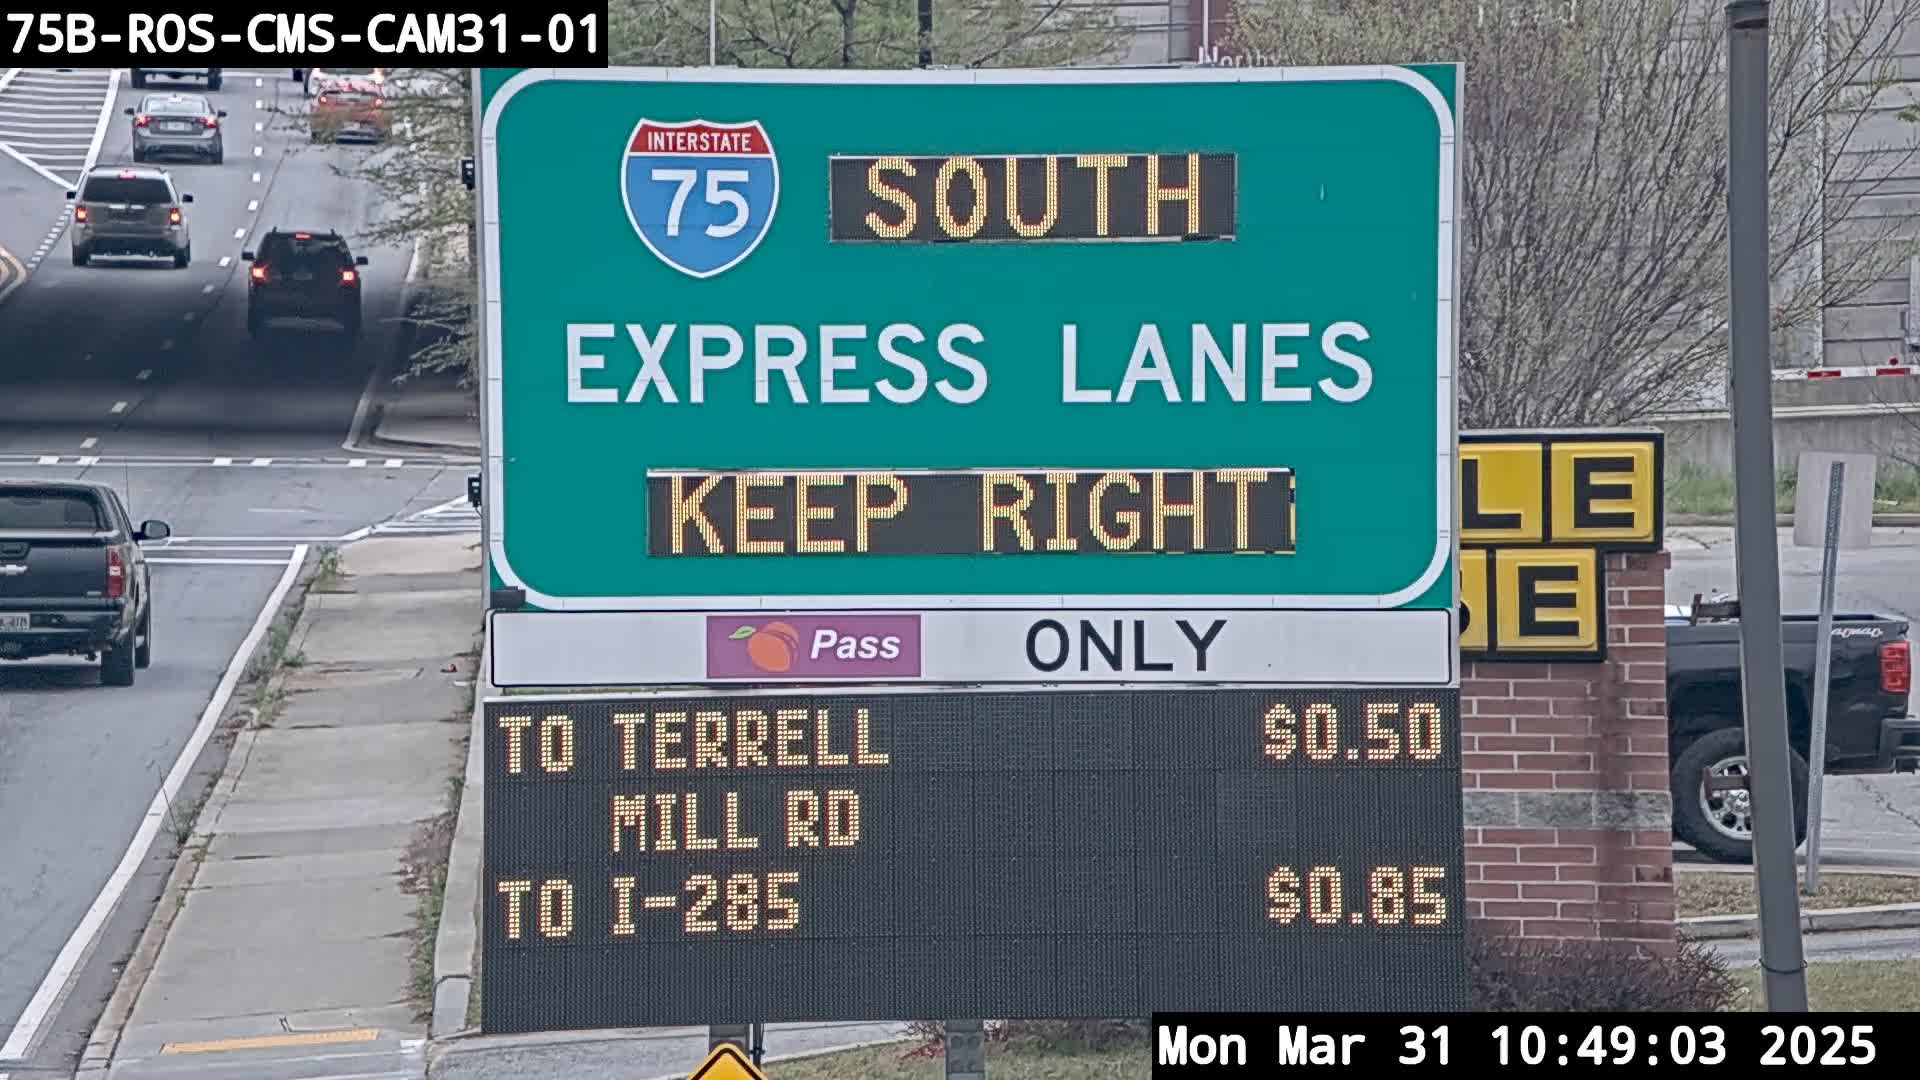 75B-ROS-CMS-CAM31-01
INTERSTATE
75
SOUTH
EXPRESS LANES
KEEP RIGHT
Pass ONLY
TO TERRELL $0.50
MILL RD
TO I-285 $0.85
LE
E
Mon Mar 31 10:49:03 2025